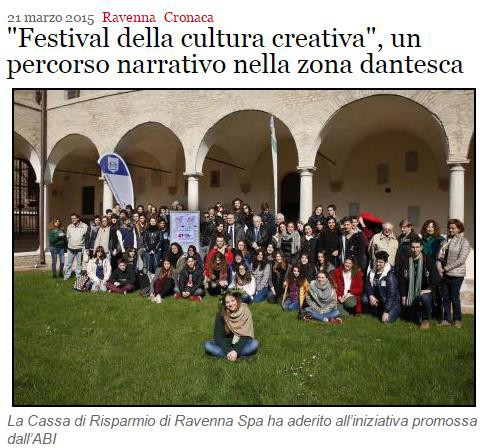 21 marzo 2015 Ravenna Cronaca
"Festival della cultura creativa", un
percorso narrativo nella zona dantesca
La Cassa di Risparmio di Ravenna Spa ha aderito all'iniziativa promossa
dall'ABI